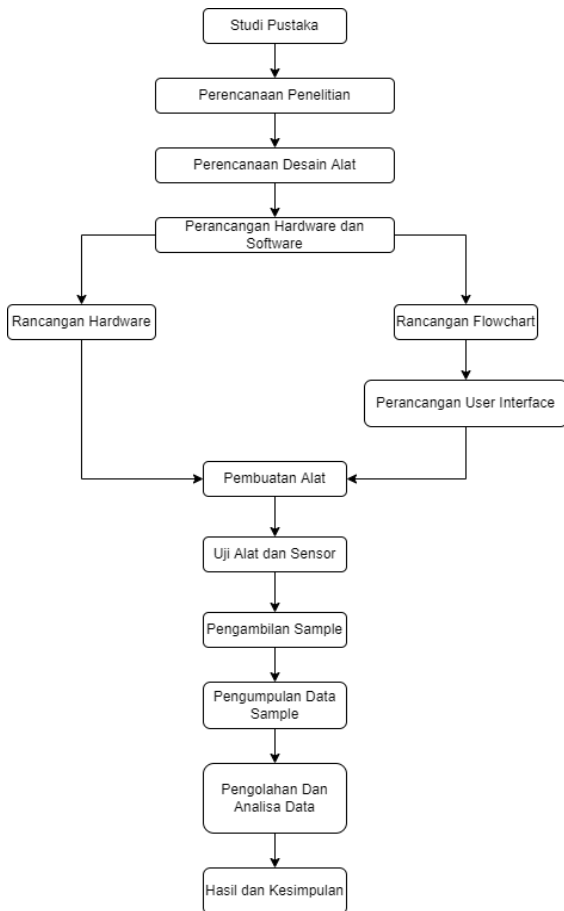 Studi Pustaka
Perencanaan Penelitian
Perencanaan Desain Alat
Perancangan Hardware dan
Software
Rancangan Hardware
Rancangan Flowchart
Perancangan User Interface
Pembuatan Alat
Uji Alat dan Sensor
Pengambilan Sample
Pengumpulan Data
Sample
Pengolahan Dan
Analisa Data
Hasil dan Kesimpulan